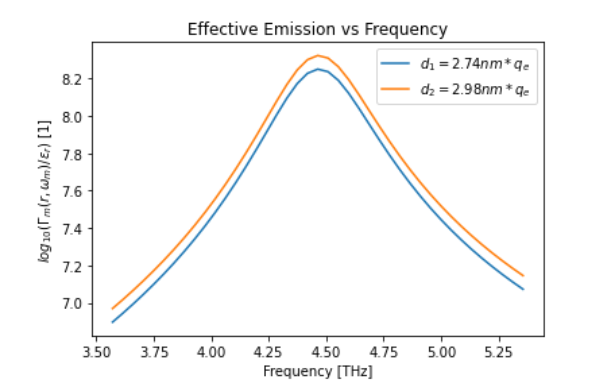 Effective Emission vs Frequency
d₁ = 2.74nm * qₑ
d₂ = 2.98nm * qₑ
log₁₀(Γₘ(r, ωₘ)/εᵣ) [1]
8.2
8.0
7.8
7.6
7.4
7.2
7.0
3.50 3.75 4.00 4.25 4.50 4.75 5.00 5.25
Frequency [THz]